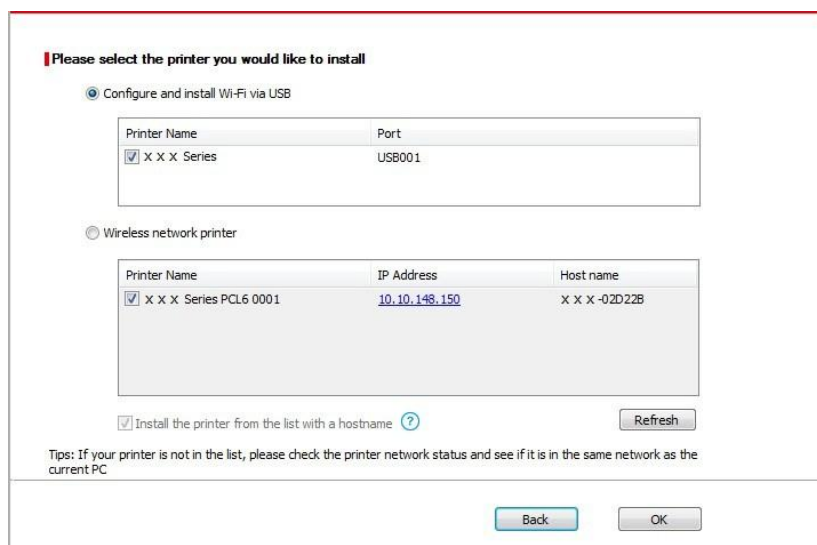 Please select the printer you would like to install
Configure and install Wi-Fi via USB
Printer Name Port
X X X Series USB001
Wireless network printer
Printer Name IP Address Host name
X X X Series PCL6 0001 10.10.148.150 X X X -02D22B
Install the printer from the list with a hostname ?
Refresh
Tips: If your printer is not in the list, please check the printer network status and see if it is in the same network as the
current PC
Back OK